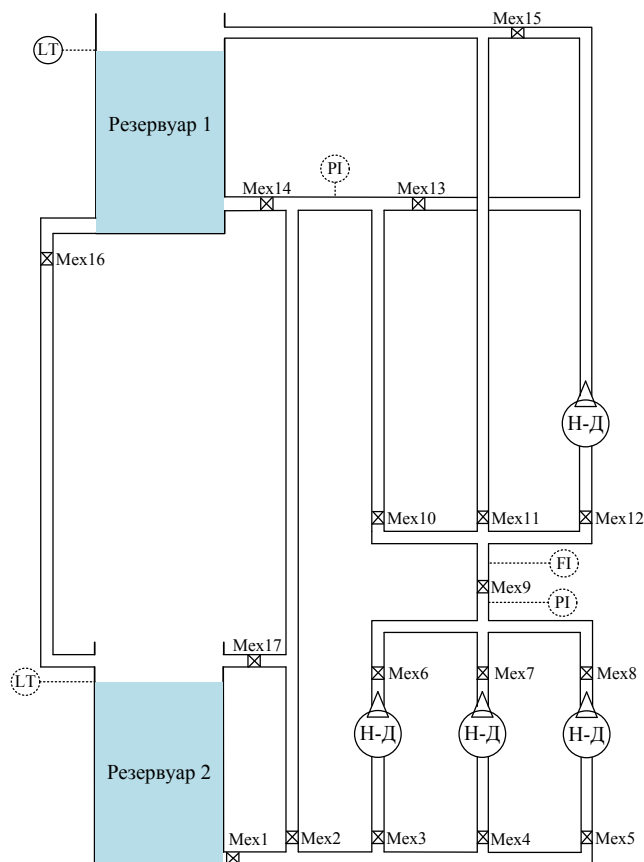 Мех15
LT
Резервуар 1
PI
Мех14
Мех13
Мех16
Н-Д
Мех10
Мех11
Мех12
FI
Мех9
PI
Мех17
Мех6
Мех7
Мех8
LT
Н-Д
Н-Д
Н-Д
Резервуар 2
Мех1
Мех2
Мех3
Мех4
Мех5